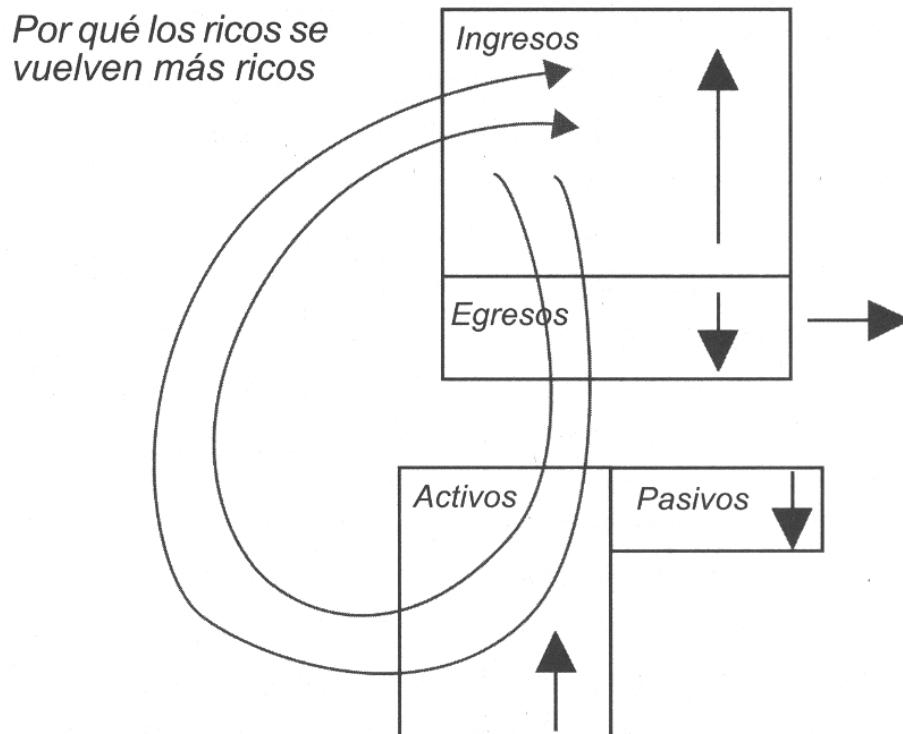 Por qué los ricos se
vuelven más ricos
Ingresos
Egresos
Activos
Pasivos